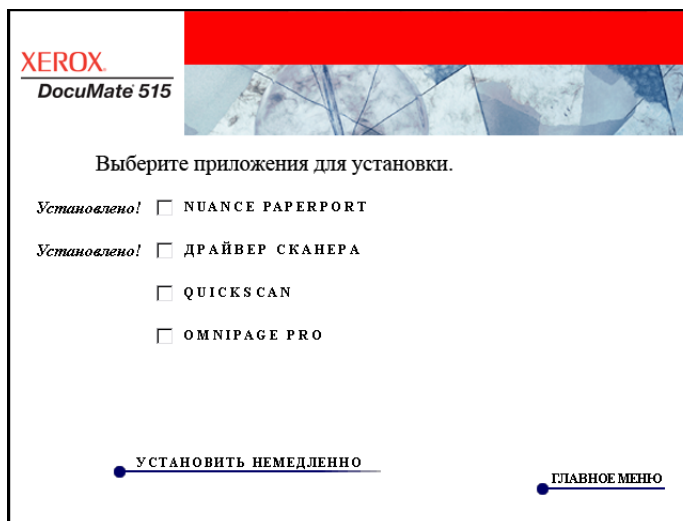 XEROX.
DocuMate 515
Выберите приложения для установки.
Установлено! NUANCE PAPERPORT
Установлено! ДРАЙВЕР СКАНЕРА
QUICKSCAN
OMNIPAGE PRO
УСТАНОВИТЬ НЕМЕДЛЕННО
ГЛАВНОЕ МЕНЮ